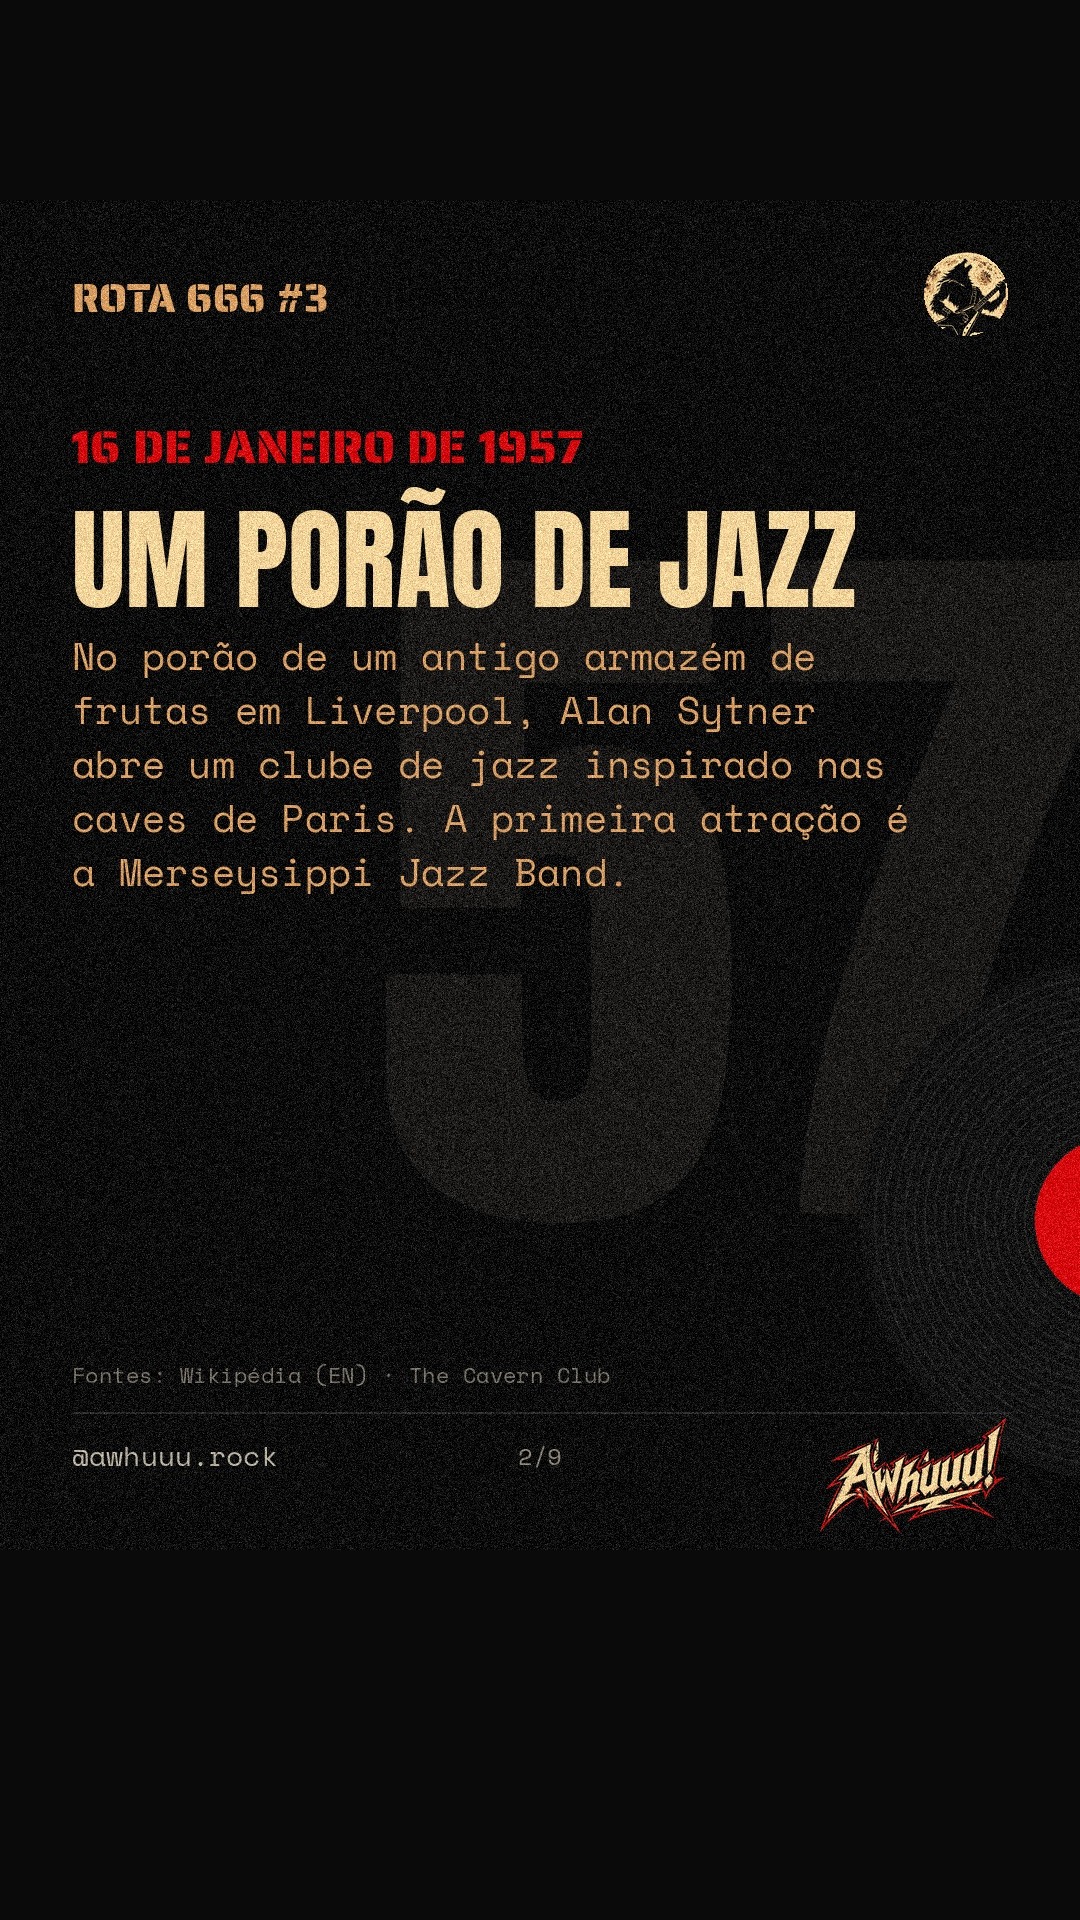 ROTA 666 #3
16 DE JANEIRO DE 1957
UM PORÃO DE JAZZ
No porão de um antigo armazém de
frutas em Liverpool, Alan Sytner
abre um clube de jazz inspirado nas
caves de Paris. A primeira atração é
a Merseysippi Jazz Band.
57
Fontes: Wikipédia (EN) · The Cavern Club
@awhuuu.rock
2/9
Awhuuu!